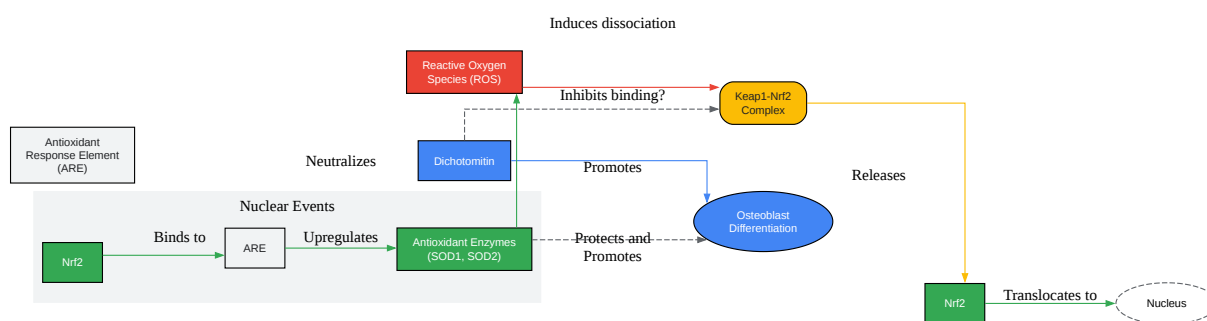 Induces dissociation
Reactive Oxygen
Species (ROS)
Inhibits binding?
Keap1-Nrf2
Complex
Antioxidant
Response Element
(ARE)
Neutralizes
Dichotomitin
Promotes
Releases
Nuclear Events
Osteoblast
Differentiation
Nrf2
Binds to
ARE
Upregulates
Antioxidant Enzymes
(SOD1, SOD2)
Protects and
Promotes
Nrf2
Translocates to
Nucleus